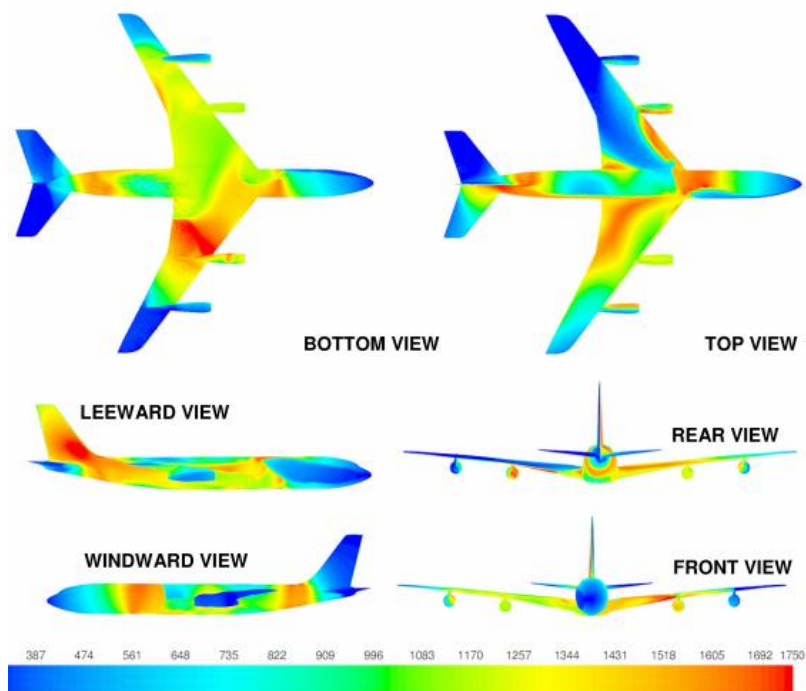 BOTTOM VIEW
TOP VIEW
LEEWARD VIEW
REAR VIEW
WINDWARD VIEW
FRONT VIEW
387 474 561 648 735 822 909 996 1083 1170 1257 1344 1431 1518 1605 1692 1750